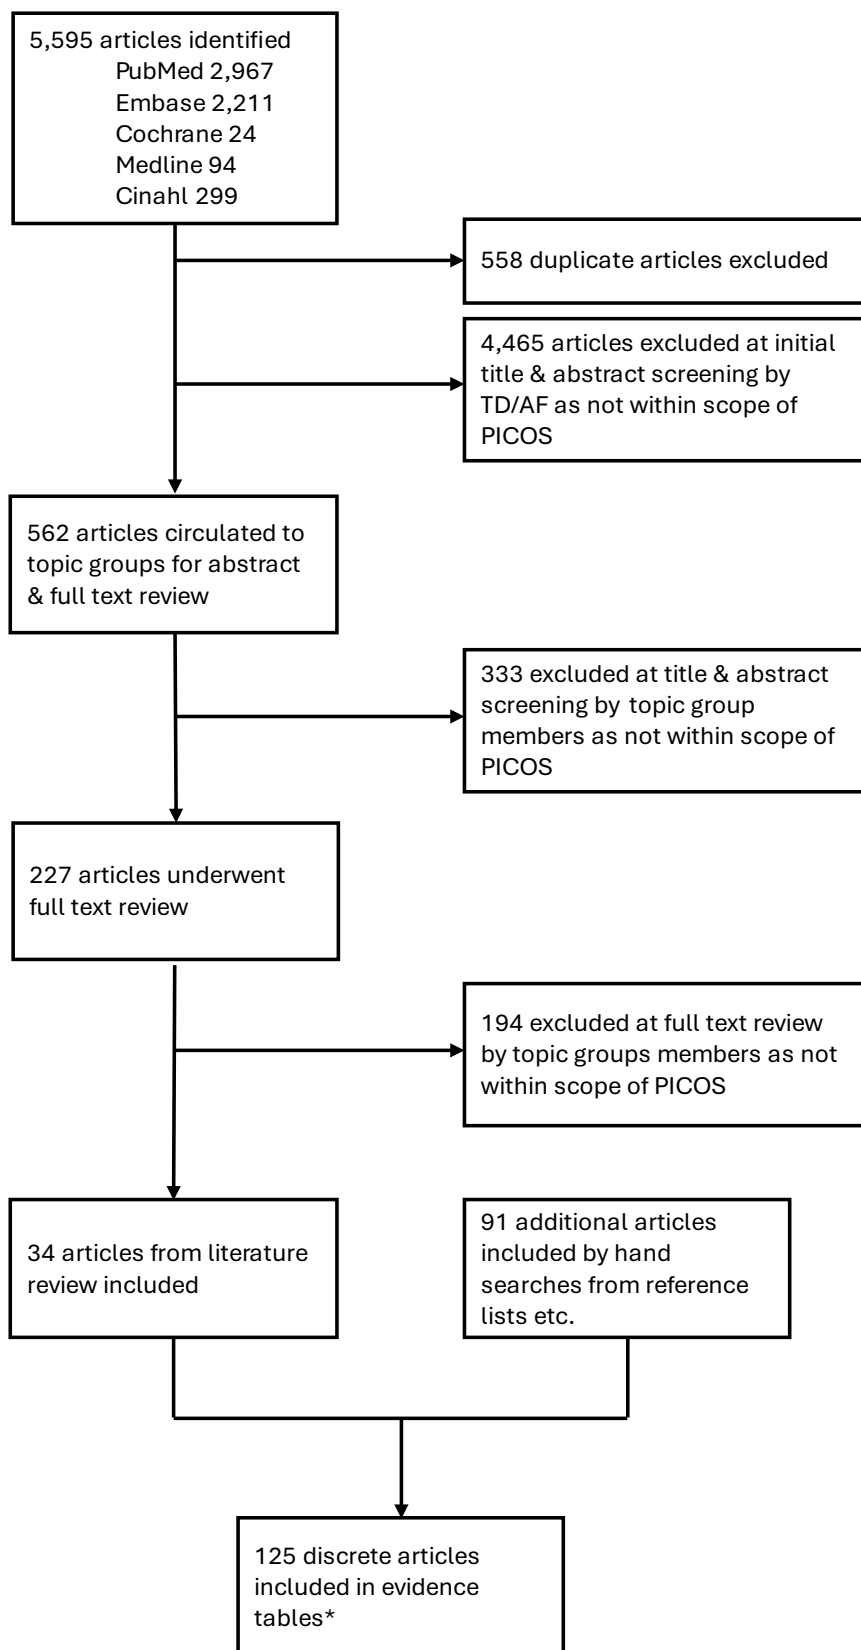 5,595 articles identified
PubMed 2,967
Embase 2,211
Cochrane 24
Medline 94
Cinahl 299
558 duplicate articles excluded
4,465 articles excluded at initial
title & abstract screening by
TD/AF as not within scope of
PICOS
562 articles circulated to
topic groups for abstract
& full text review
333 excluded at title & abstract
screening by topic group
members as not within scope of
PICOS
227 articles underwent
full text review
194 excluded at full text review
by topic groups members as not
within scope of PICOS
34 articles from literature
review included
91 additional articles
included by hand
searches from reference
lists etc.
125 discrete articles
included in evidence
tables*